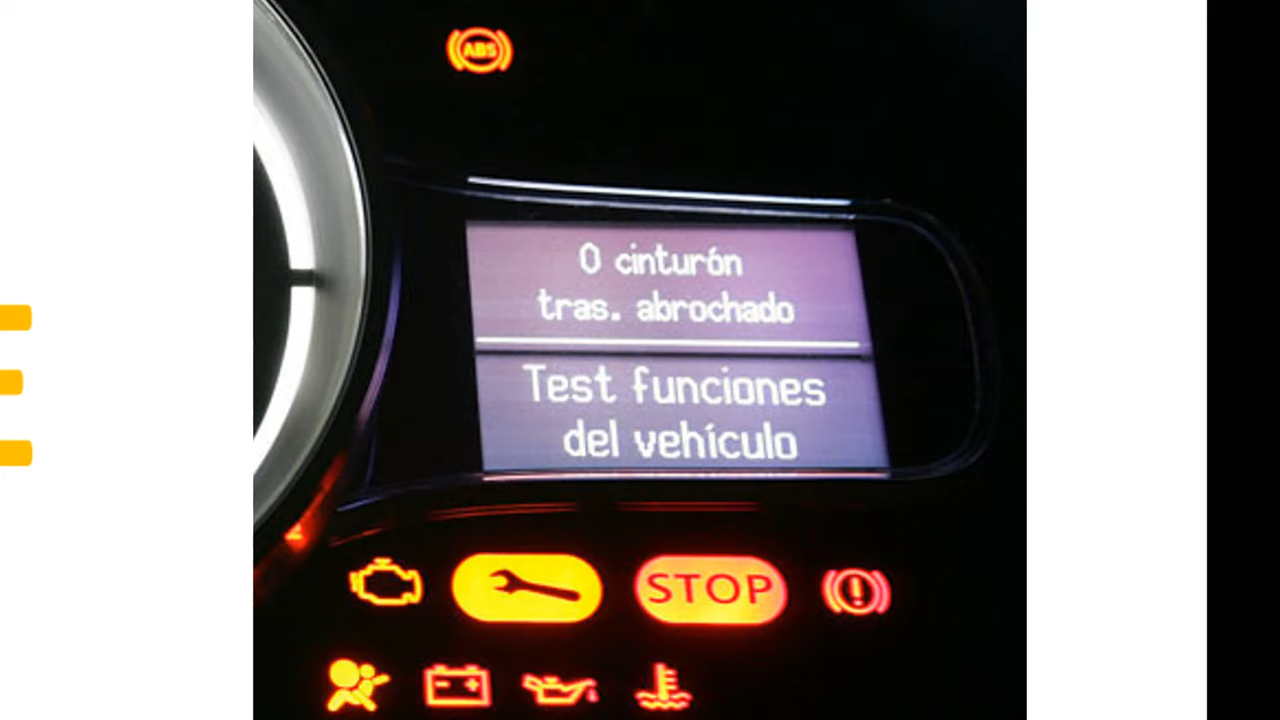 ABS
0 cinturón
tras. abrochado
Test funciones
del vehículo
STOP